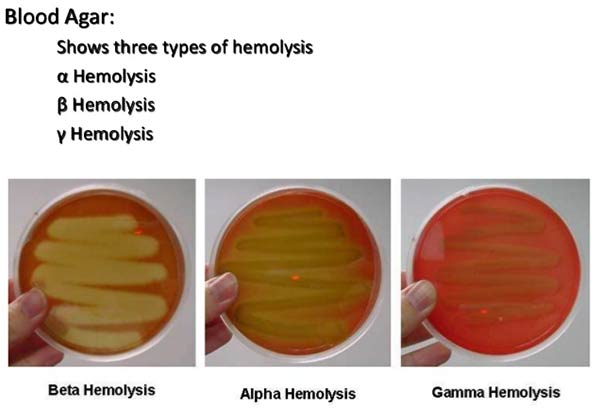 Blood Agar:
Shows three types of hemolysis
α Hemolysis
β Hemolysis
γ Hemolysis
Beta Hemolysis
Alpha Hemolysis
Gamma Hemolysis